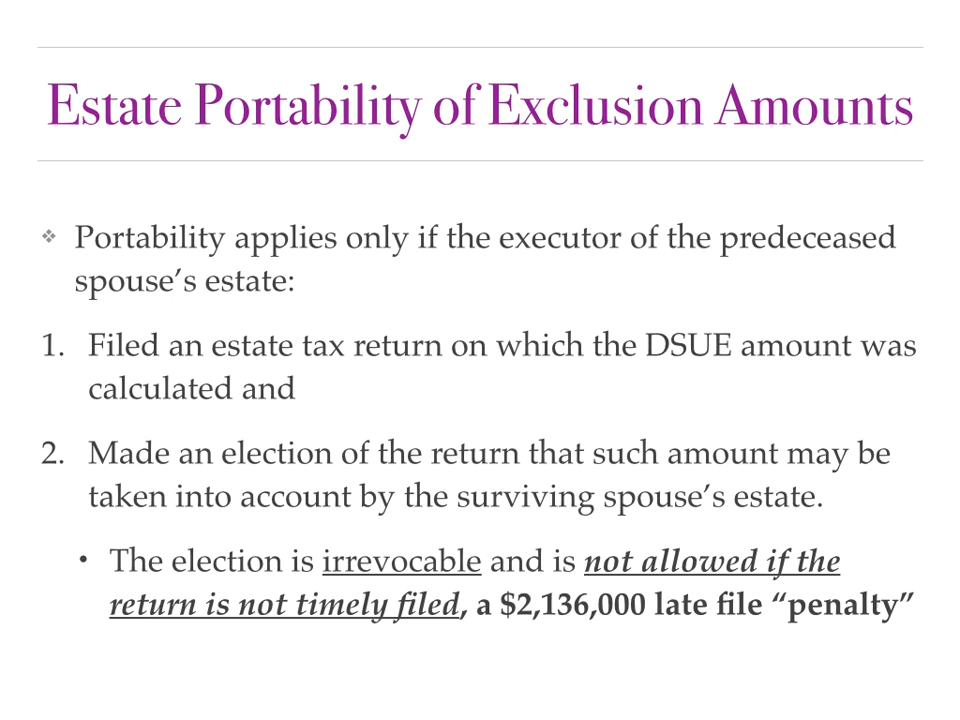 Estate Portability of Exclusion Amounts
❖ Portability applies only if the executor of the predeceased
spouse’s estate:
1. Filed an estate tax return on which the DSUE amount was
calculated and
2. Made an election of the return that such amount may be
taken into account by the surviving spouse’s estate.
• The election is irrevocable and is not allowed if the
return is not timely filed, a $2,136,000 late file “penalty”